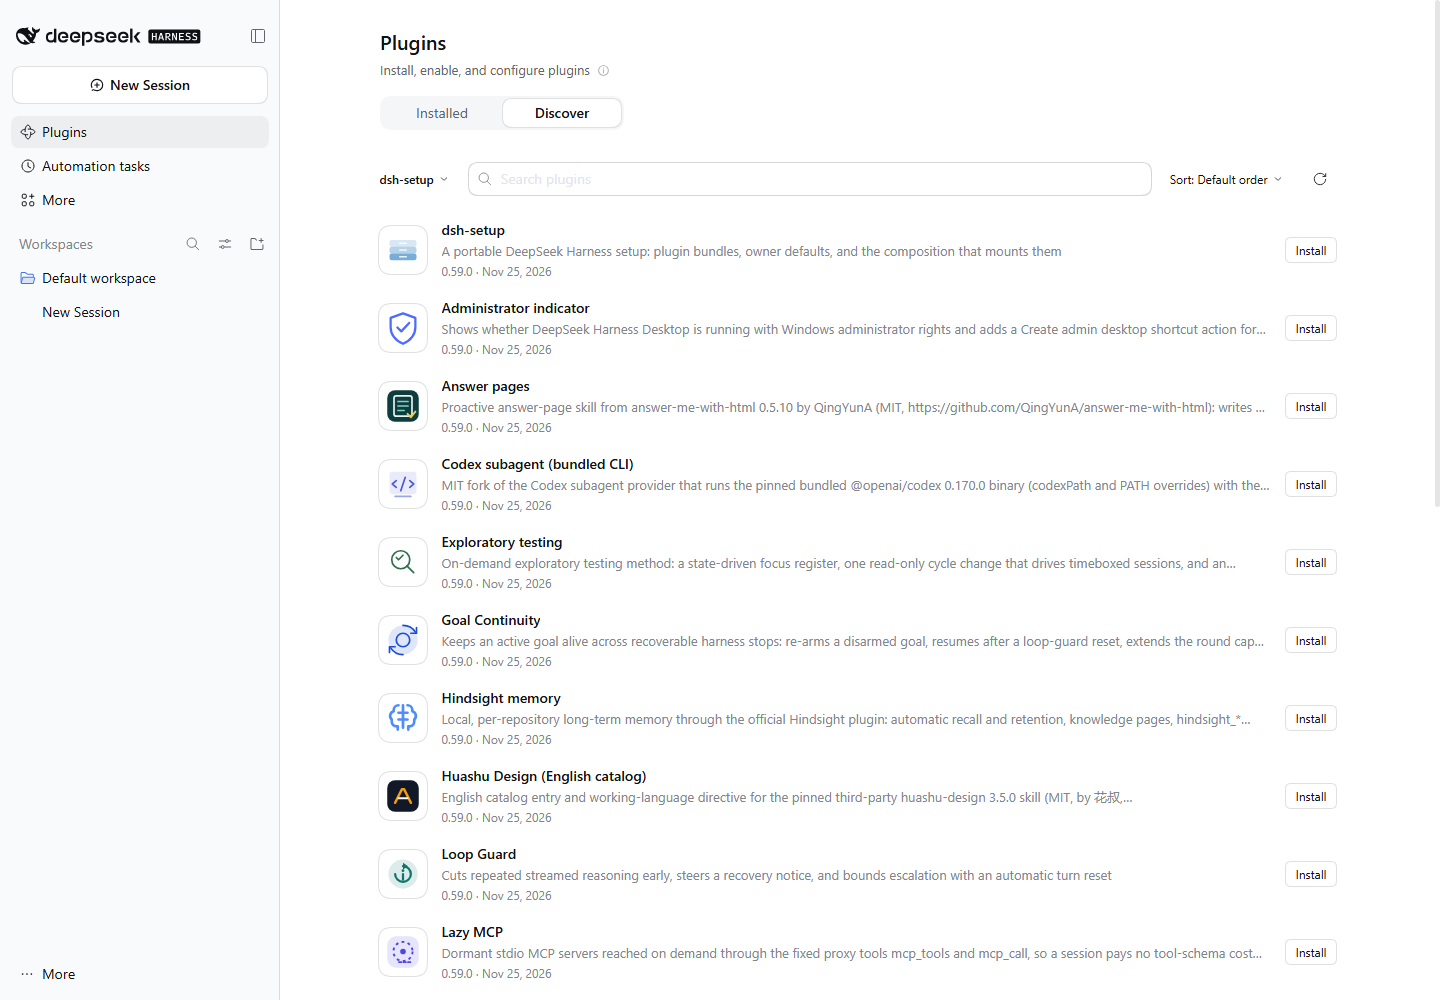 deepseek HARNESS
New Session
Plugins
Automation tasks
More
Workspaces
Default workspace
New Session
More
Plugins
Install, enable, and configure plugins
Installed
Discover
dsh-setup
Search plugins
Sort: Default order
dsh-setup
A portable DeepSeek Harness setup: plugin bundles, owner defaults, and the composition that mounts them
0.59.0 · Nov 25, 2026
Install
Administrator indicator
Shows whether DeepSeek Harness Desktop is running with Windows administrator rights and adds a Create admin desktop shortcut action for...
0.59.0 · Nov 25, 2026
Install
Answer pages
Proactive answer-page skill from answer-me-with-html 0.5.10 by QingYunA (MIT, https://github.com/QingYunA/answer-me-with-html): writes ...
0.59.0 · Nov 25, 2026
Install
Codex subagent (bundled CLI)
MIT fork of the Codex subagent provider that runs the pinned bundled @openai/codex 0.170.0 binary (codexPath and PATH overrides) with the...
0.59.0 · Nov 25, 2026
Install
Exploratory testing
On-demand exploratory testing method: a state-driven focus register, one read-only cycle change that drives timeboxed sessions, and an...
0.59.0 · Nov 25, 2026
Install
Goal Continuity
Keeps an active goal alive across recoverable harness stops: re-arms a disarmed goal, resumes after a loop-guard reset, extends the round cap...
0.59.0 · Nov 25, 2026
Install
Hindsight memory
Local, per-repository long-term memory through the official Hindsight plugin: automatic recall and retention, knowledge pages, hindsight_*...
0.59.0 · Nov 25, 2026
Install
Huashu Design (English catalog)
English catalog entry and working-language directive for the pinned third-party huashu-design 3.5.0 skill (MIT, by 花叔,...
0.59.0 · Nov 25, 2026
Install
Loop Guard
Cuts repeated streamed reasoning early, steers a recovery notice, and bounds escalation with an automatic turn reset
0.59.0 · Nov 25, 2026
Install
Lazy MCP
Dormant stdio MCP servers reached on demand through the fixed proxy tools mcp_tools and mcp_call, so a session pays no tool-schema cost...
0.59.0 · Nov 25, 2026
Install